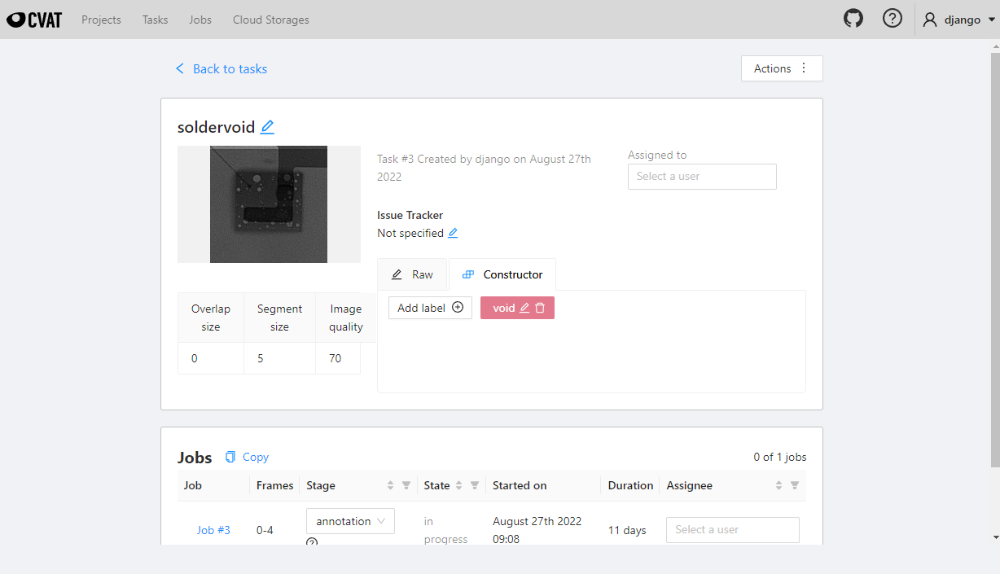 CVAT Projects Tasks Jobs Cloud Storages django
Back to tasks Actions
soldervoid
Task #3 Created by django on August 27th
2022
Assigned to
Select a user
Issue Tracker
Not specified
Raw Constructor
Add label void
Overlap size Segment size Image quality
0 5 70
Jobs Copy 0 of 1 jobs
Job Frames Stage State Started on Duration Assignee
Job #3 0-4 annotation in progress August 27th 2022 09:08 11 days Select a user